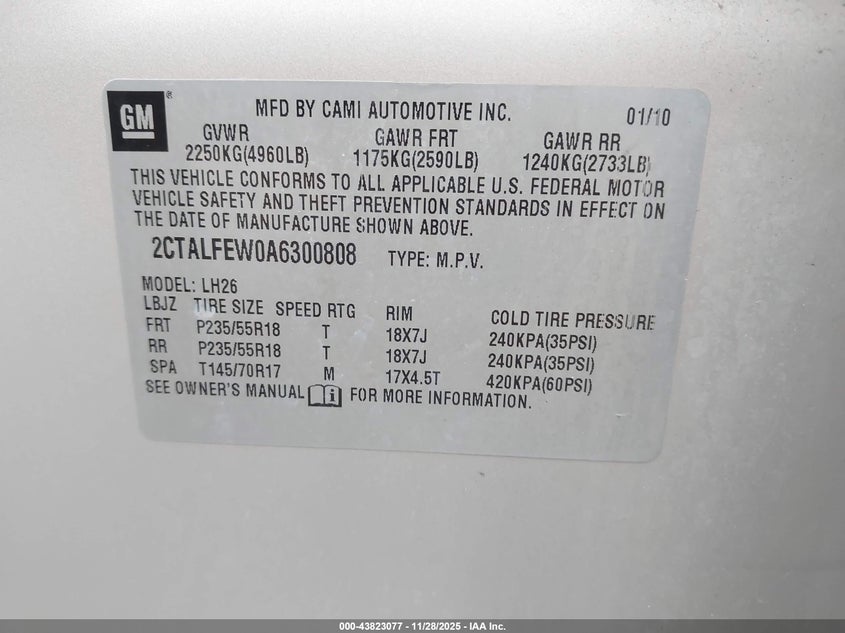 GM®
MFD BY CAMI AUTOMOTIVE INC. 01/10
GVWR GAWR FRT GAWR RR
2250KG(4960LB) 1175KG(2590LB) 1240KG(2733LB)
THIS VEHICLE CONFORMS TO ALL APPLICABLE U.S. FEDERAL MOTOR
VEHICLE SAFETY AND THEFT PREVENTION STANDARDS IN EFFECT ON
THE DATE OF MANUFACTURE SHOWN ABOVE.
2CTALFEW0A6300808 TYPE: M.P.V.
MODEL: LH26
LBJZ TIRE SIZE SPEED RTG RIM COLD TIRE PRESSURE
FRT P235/55R18 T 18X7J 240KPA(35PSI)
RR P235/55R18 T 18X7J 240KPA(35PSI)
SPA T145/70R17 M 17X4.5T 420KPA(60PSI)
SEE OWNER'S MANUAL i FOR MORE INFORMATION.
000-43823077 - 11/28/2025 - IAA Inc.